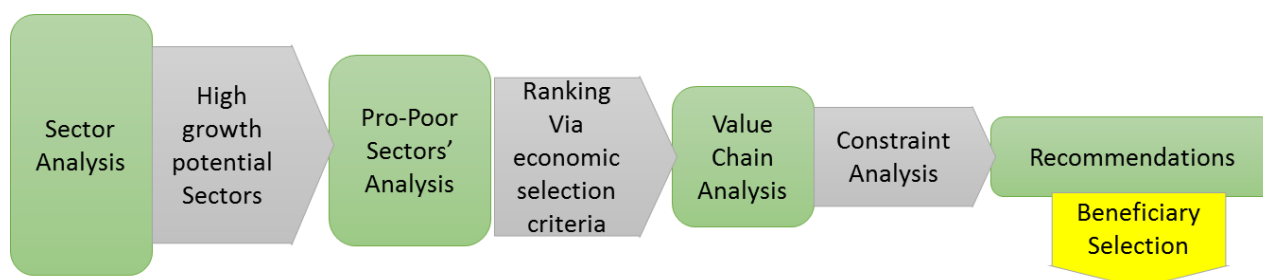 Sector
Analysis
High
growth
potential
Sectors
Pro-Poor
Sectors’
Analysis
Ranking
Via
economic
selection
criteria
Value
Chain
Analysis
Constraint
Analysis
Recommendations
Beneficiary
Selection